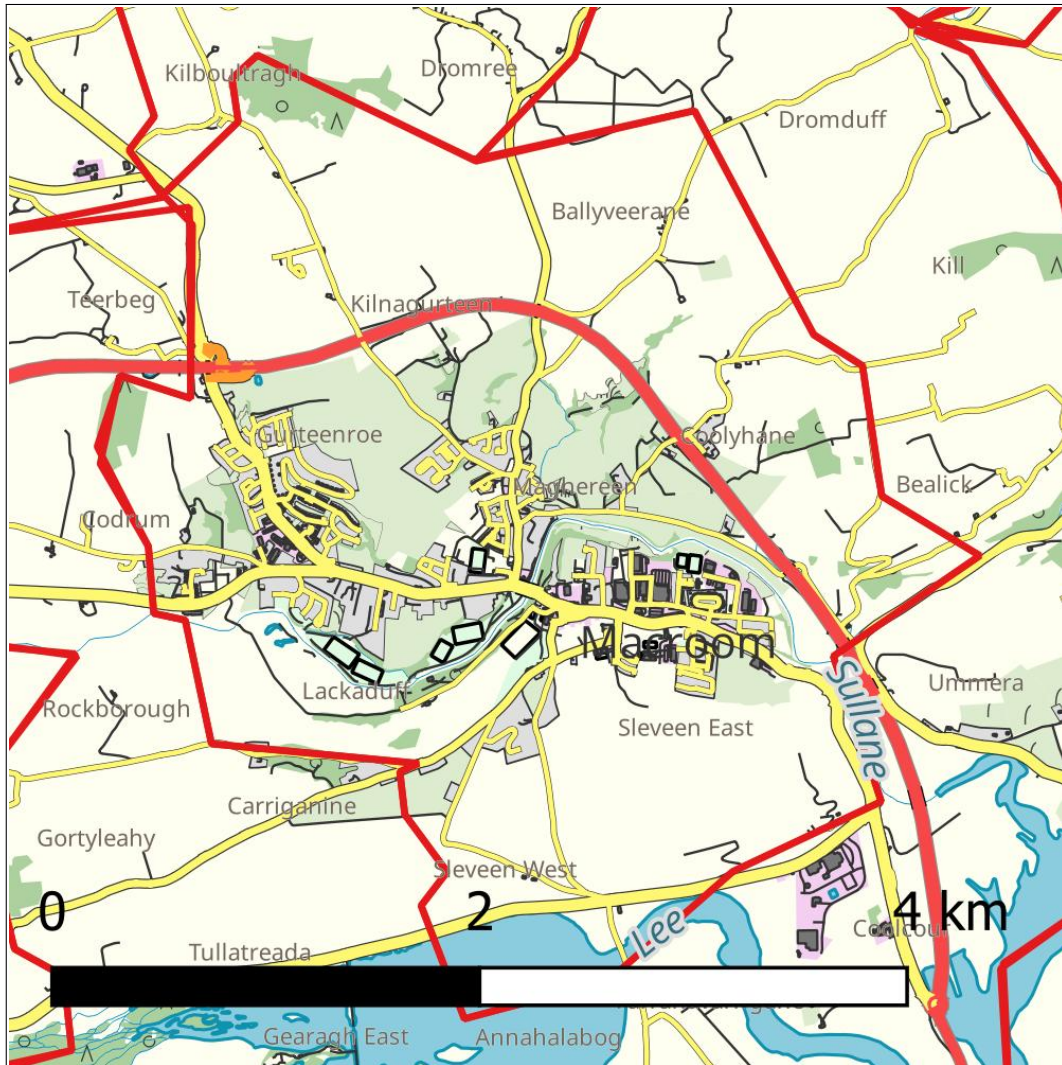 Kilboultragh
Dromree
Dromduff
Ballyveerane
Kill
Teerbeg
Kilnagurteen
Gurteenroe
Coolyhane
Maghereen
Bealick
Codrum
Macroom
Lackaduff
Ummera
Rockborough
Sleveen East
Sullane
Carriganine
Gortyleahy
Sleveen West
0 2 4 km
Lee
Coolcour
Tullatreada
Gearagh East
Annahalabog